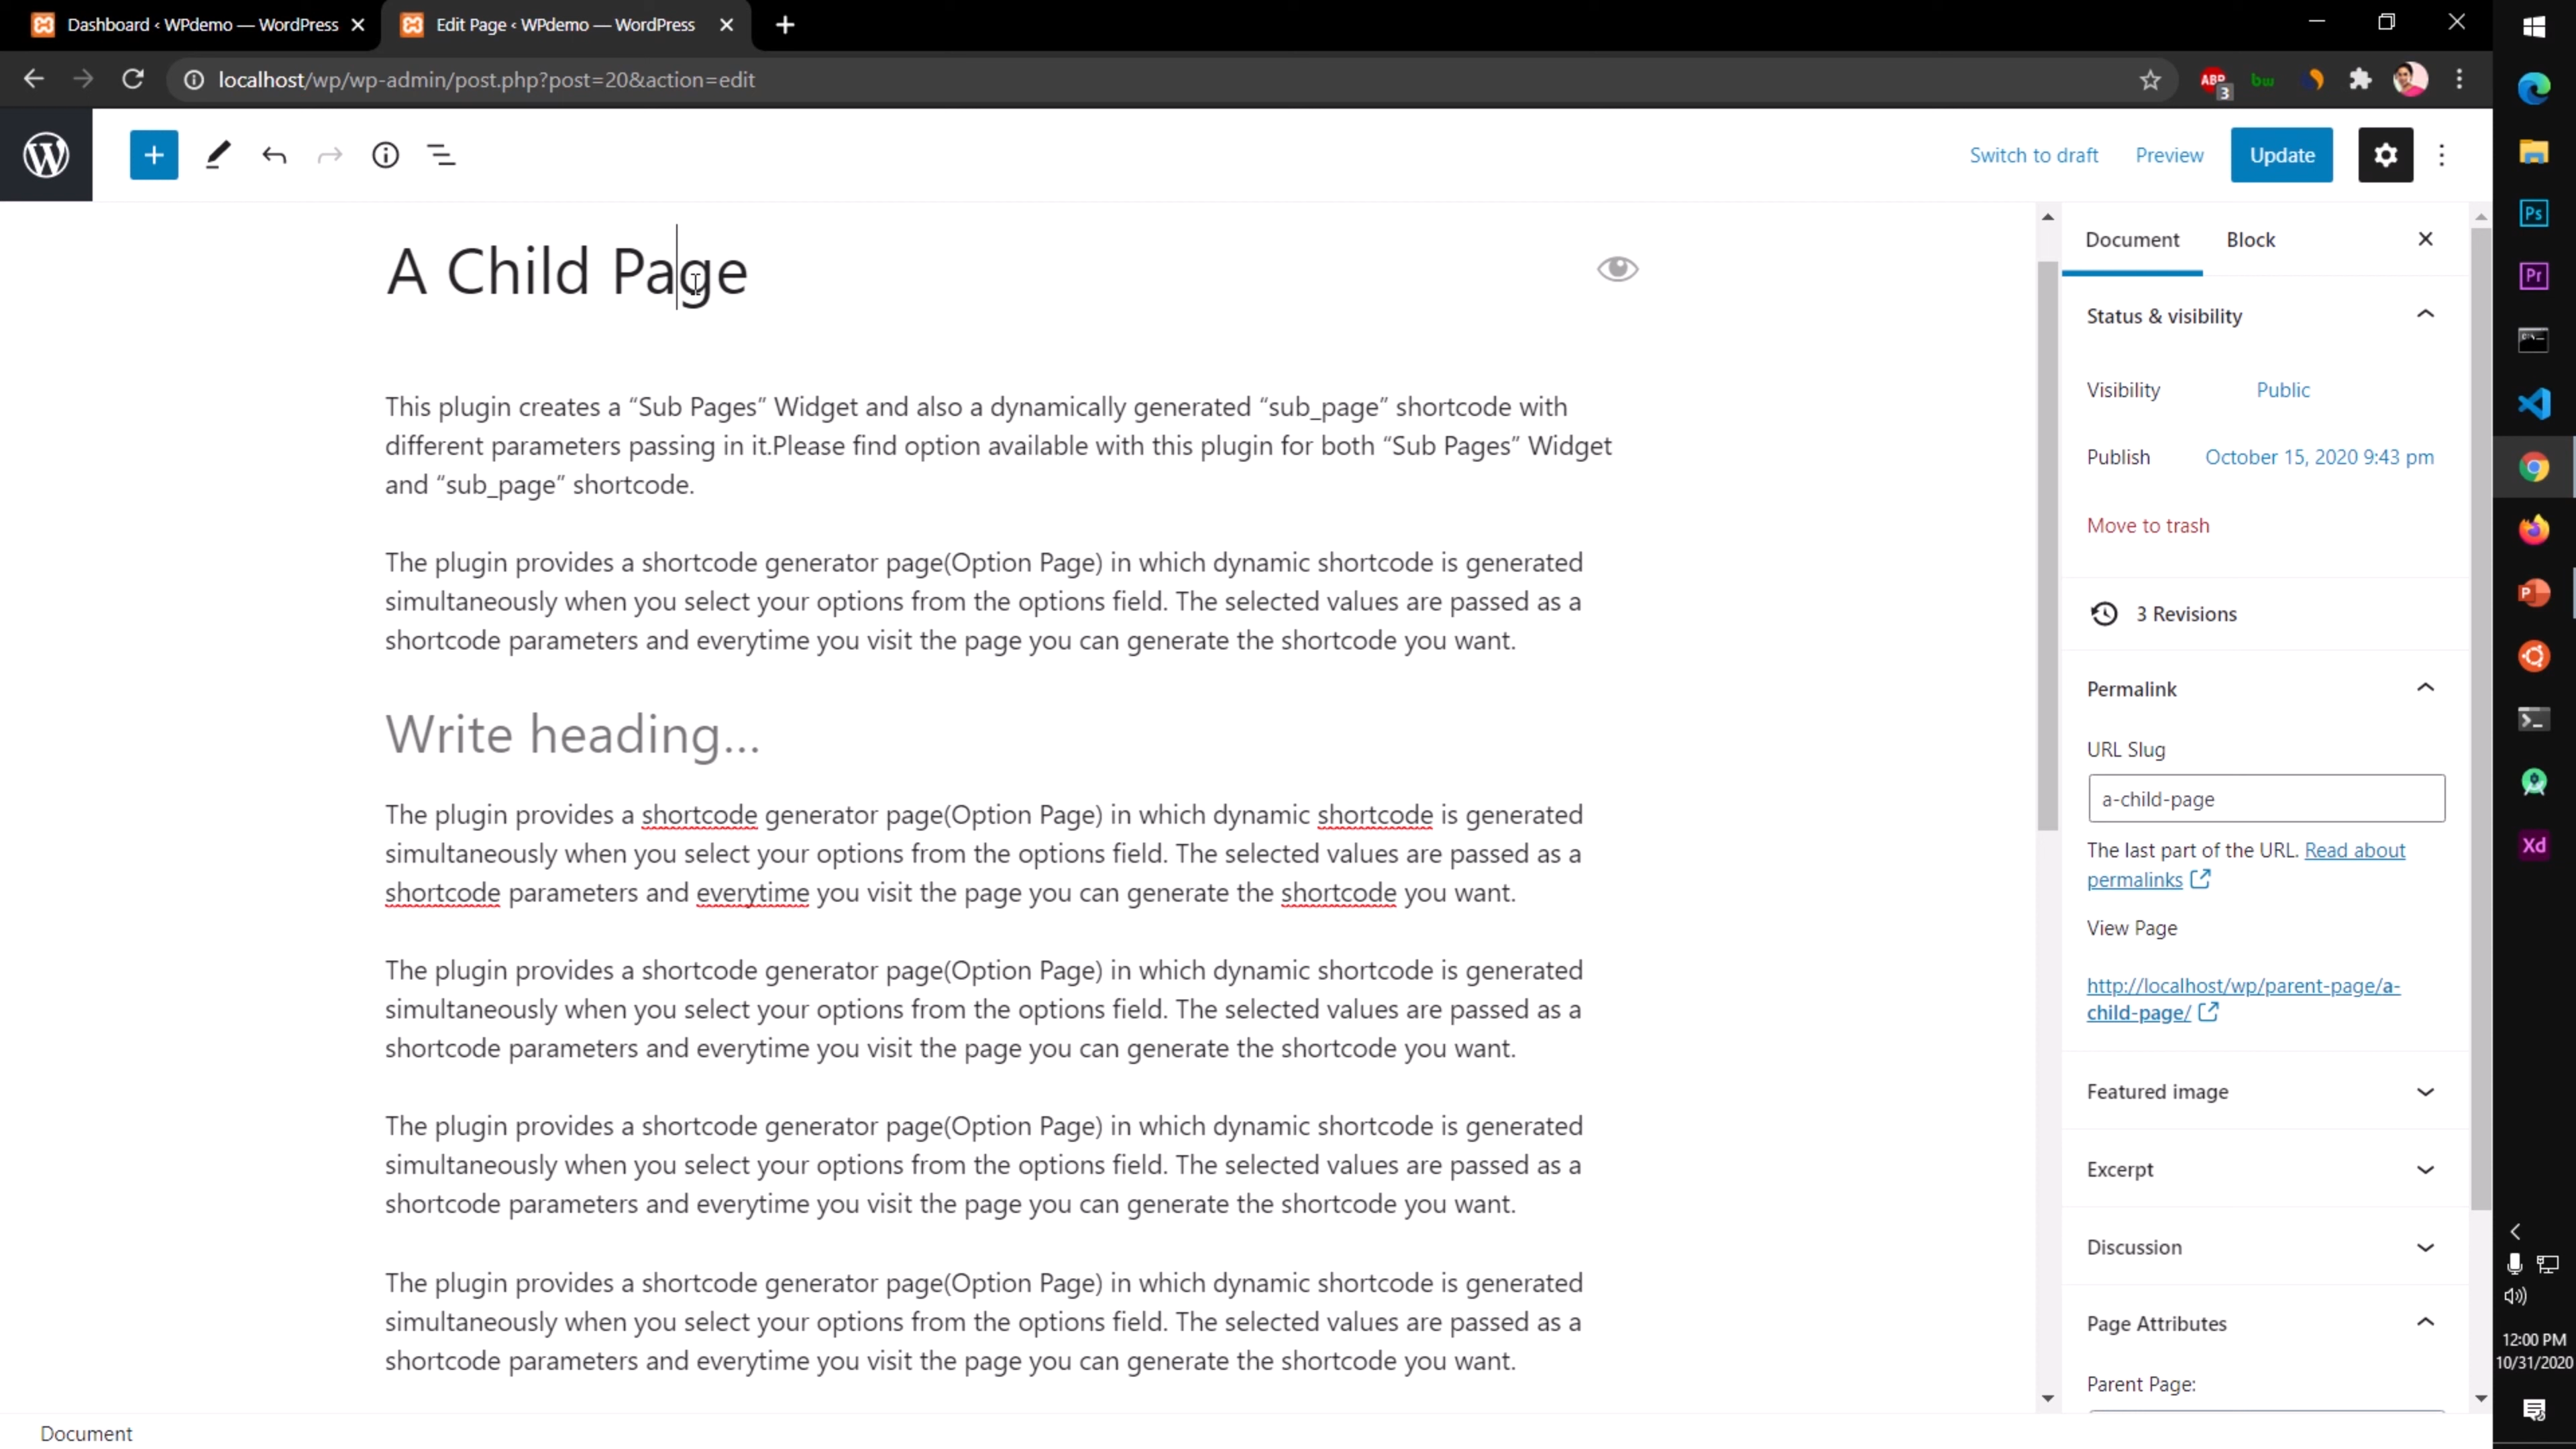 Dashboard ‹ WPdemo — WordPress
Edit Page ‹ WPdemo — WordPress
localhost/wp/wp-admin/post.php?post=20&action=edit
ABP
3
bw
Switch to draft
Preview
Update
A Child Page
This plugin creates a “Sub Pages” Widget and also a dynamically generated “sub_page” shortcode with
different parameters passing in it.Please find option available with this plugin for both “Sub Pages” Widget
and “sub_page” shortcode.
The plugin provides a shortcode generator page(Option Page) in which dynamic shortcode is generated
simultaneously when you select your options from the options field. The selected values are passed as a
shortcode parameters and everytime you visit the page you can generate the shortcode you want.
Write heading...
The plugin provides a shortcode generator page(Option Page) in which dynamic shortcode is generated
simultaneously when you select your options from the options field. The selected values are passed as a
shortcode parameters and everytime you visit the page you can generate the shortcode you want.
The plugin provides a shortcode generator page(Option Page) in which dynamic shortcode is generated
simultaneously when you select your options from the options field. The selected values are passed as a
shortcode parameters and everytime you visit the page you can generate the shortcode you want.
The plugin provides a shortcode generator page(Option Page) in which dynamic shortcode is generated
simultaneously when you select your options from the options field. The selected values are passed as a
shortcode parameters and everytime you visit the page you can generate the shortcode you want.
The plugin provides a shortcode generator page(Option Page) in which dynamic shortcode is generated
simultaneously when you select your options from the options field. The selected values are passed as a
shortcode parameters and everytime you visit the page you can generate the shortcode you want.
Document
Document
Block
Status & visibility
Visibility
Public
Publish
October 15, 2020 9:43 pm
Move to trash
3 Revisions
Permalink
URL Slug
a-child-page
The last part of the URL. Read about
permalinks
View Page
http://localhost/wp/parent-page/a-
child-page/
Featured image
Excerpt
Discussion
Page Attributes
Parent Page:
Ps
Pr
P
Xd
12:00 PM
10/31/2020